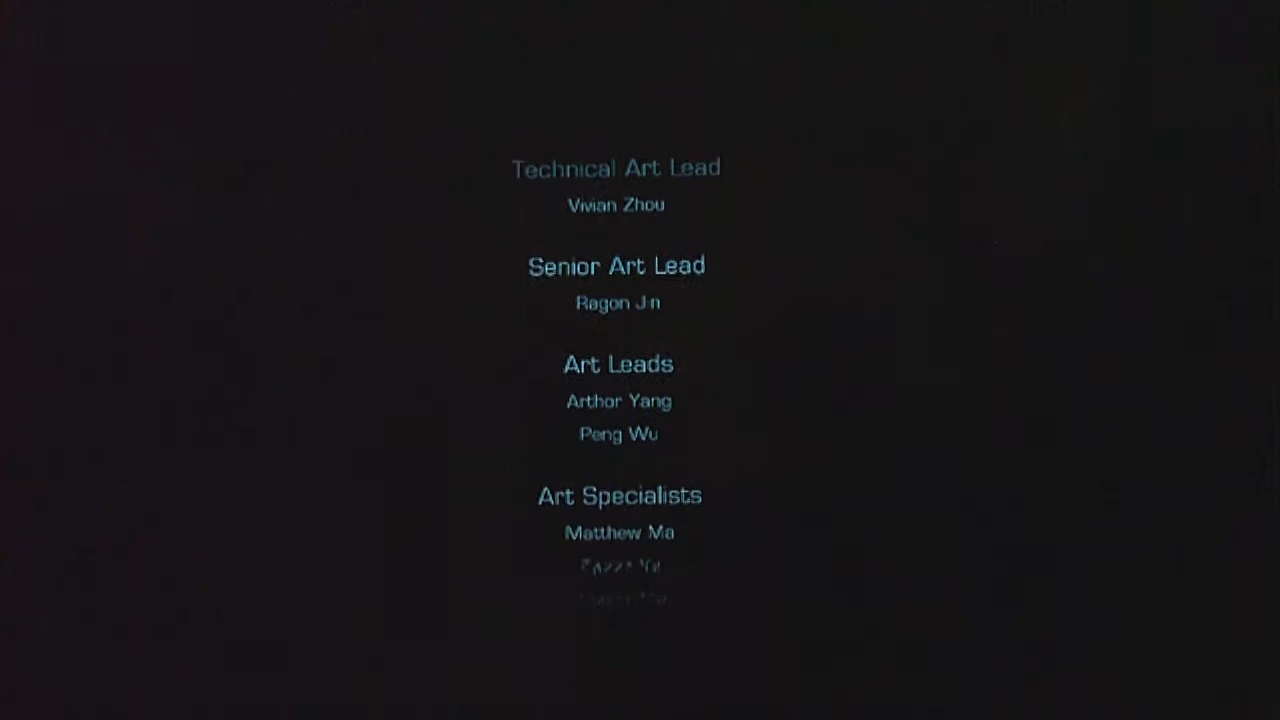 Technical Art Lead
Vivian Zhou
Senior Art Lead
Ragon Jin
Art Leads
Arthor Yang
Peng Wu
Art Specialists
Matthew Ma